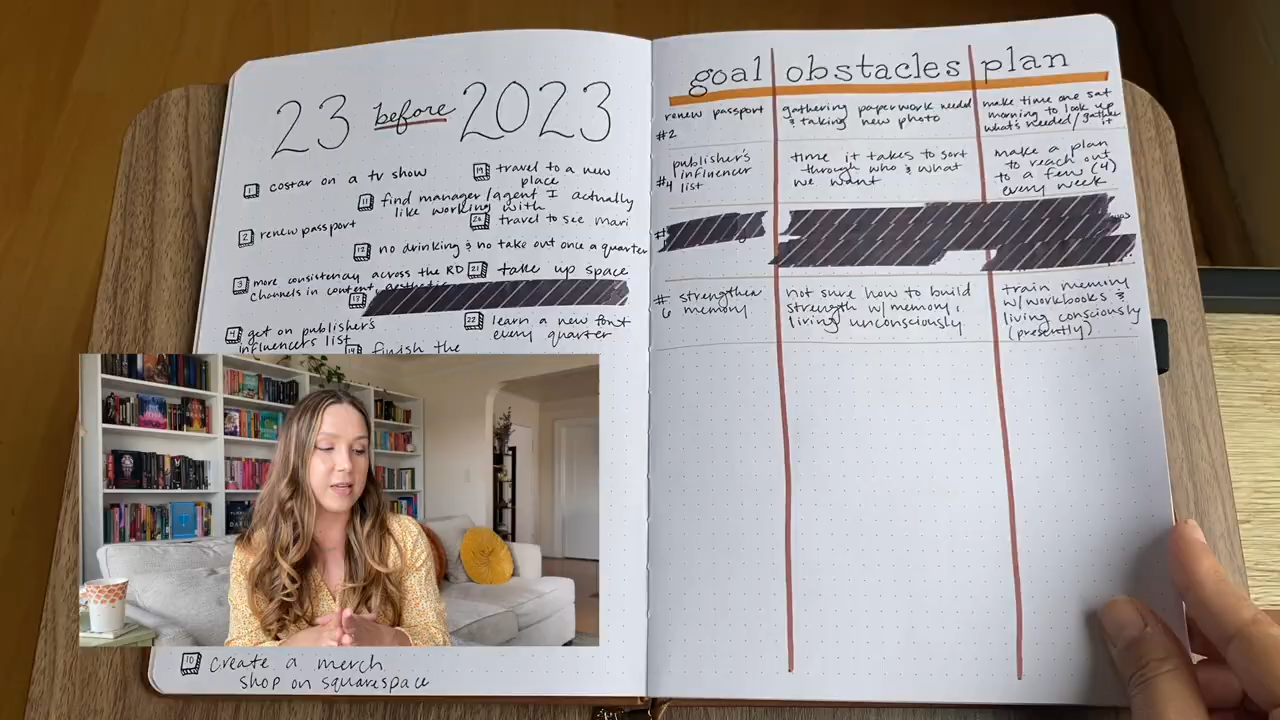 23 before 2023
1 costar on a tv show
2 renew passport
3 more consistency across the RD
channels in content,
4 get on publisher's
influencers list
10 create a merch
shop on squarespace
11 find manager/agent I actually
like working with
12 no drinking & no take out once a quarter
13
14 finish the
19 travel to a new
place
20 travel to see mari
21 take up space
22 learn a new font
every quarter
goal obstacles plan
renew passport
#2
gathering paperwork needed
& taking new photo
make time one sat
morning to look up
what's needed/gather
it
publisher's
influencer
#4 list
time it takes to sort
through who & what
we want
make a plan
to reach out
to a few (4)
every week
# strengthen
6 memory
not sure how to build
strength w/memory,
living unconsciously
train memory
w/workbooks &
living consciously
(presently)